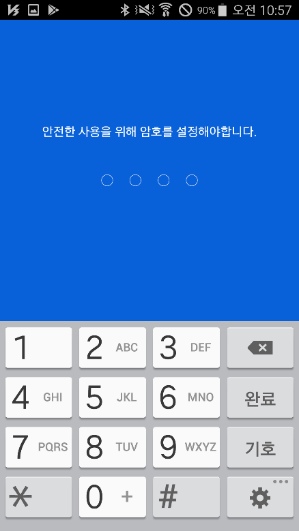 90% 오전 10:57
안전한 사용을 위해 암호를 설정해야합니다.
1 2 ABC 3 DEF
4 GHI 5 JKL 6 MNO 완료
7 PQRS 8 TUV 9 WXYZ 기호
* 0 + #